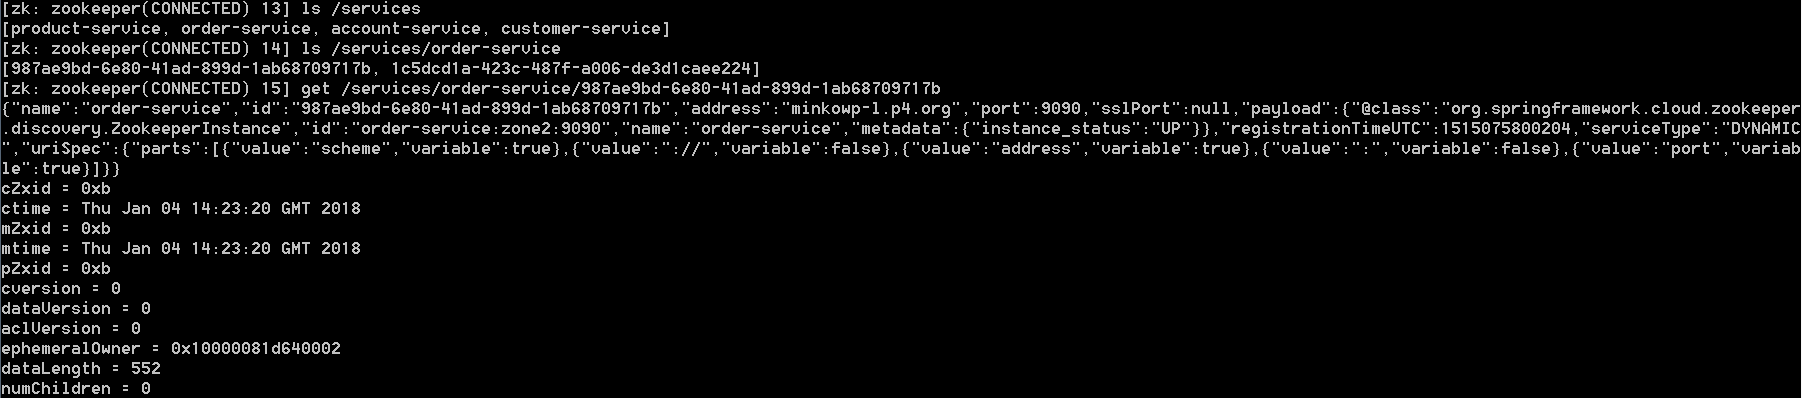 [zk: zookeeper(CONNECTED) 13] ls /services
[product-service, order-service, account-service, customer-service]
[zk: zookeeper(CONNECTED) 14] ls /services/order-service
[987ae9bd-6e80-41ad-899d-1ab68709717b, 1c5dcd1a-423c-487f-a006-de3d1caee224]
[zk: zookeeper(CONNECTED) 15] get /services/order-service/987ae9bd-6e80-41ad-899d-1ab68709717b
{"name":"order-service","id":"987ae9bd-6e80-41ad-899d-1ab68709717b","address":"minkowp-l.p4.org","port":9090,"sslPort":null,"payload":{"@class":"org.springframework.cloud.zookeeper
.discovery.ZookeeperInstance","id":"order-service:zone2:9090","name":"order-service","metadata":{"instance_status":"UP"}},"registrationTimeUTC":1515075800204,"serviceType":"DYNAMIC
","uriSpec":{"parts":[{"value":"scheme","variable":true},{"value":"://","variable":false},{"value":"address","variable":true},{"value":":","variable":false},{"value":"port","variab
le":true}]}}
cZxid = 0xb
ctime = Thu Jan 04 14:23:20 GMT 2018
mZxid = 0xb
mtime = Thu Jan 04 14:23:20 GMT 2018
pZxid = 0xb
cversion = 0
dataVersion = 0
aclVersion = 0
ephemeralOwner = 0x10000081d640002
dataLength = 552
numChildren = 0